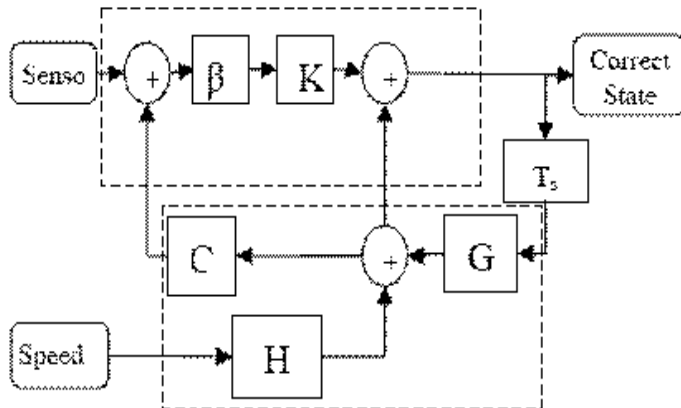 Senso
+
β
K
+
Correct
State
Ts
C
+
G
Speed
H